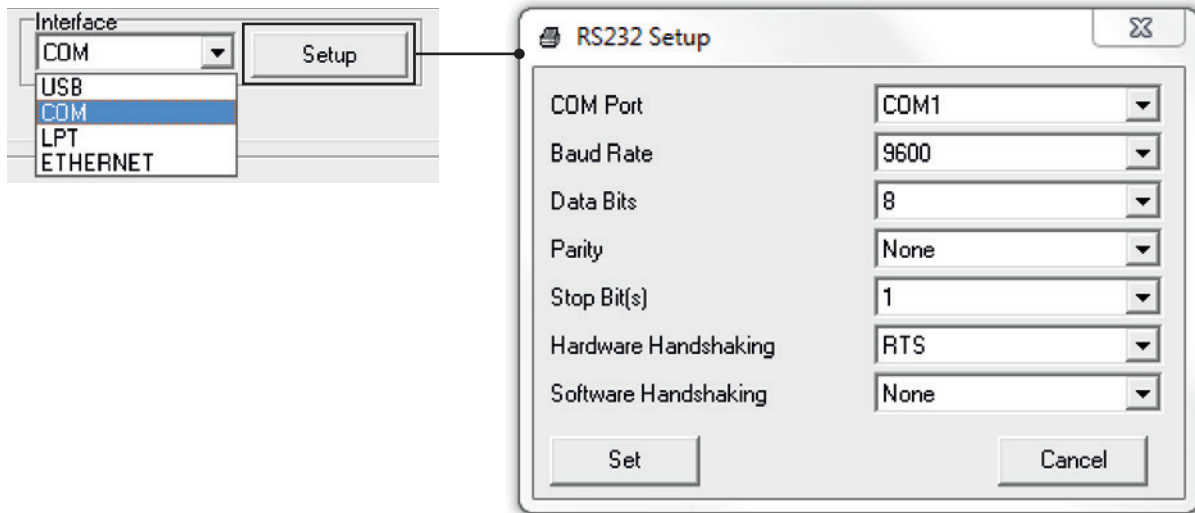 Interface
COM
Setup
USB
COM
LPT
ETHERNET
RS232 Setup
COM Port COM1
Baud Rate 9600
Data Bits 8
Parity None
Stop Bit(s) 1
Hardware Handshaking RTS
Software Handshaking None
Set Cancel